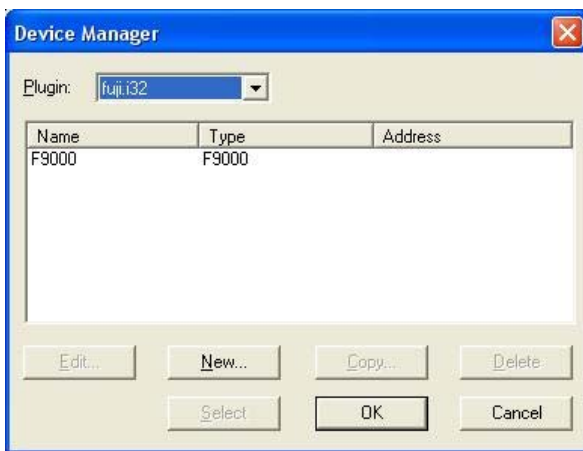 Device Manager
Plugin: fuji.i32
Name Type Address
F9000 F9000
Edit... New... Copy... Delete
Select OK Cancel